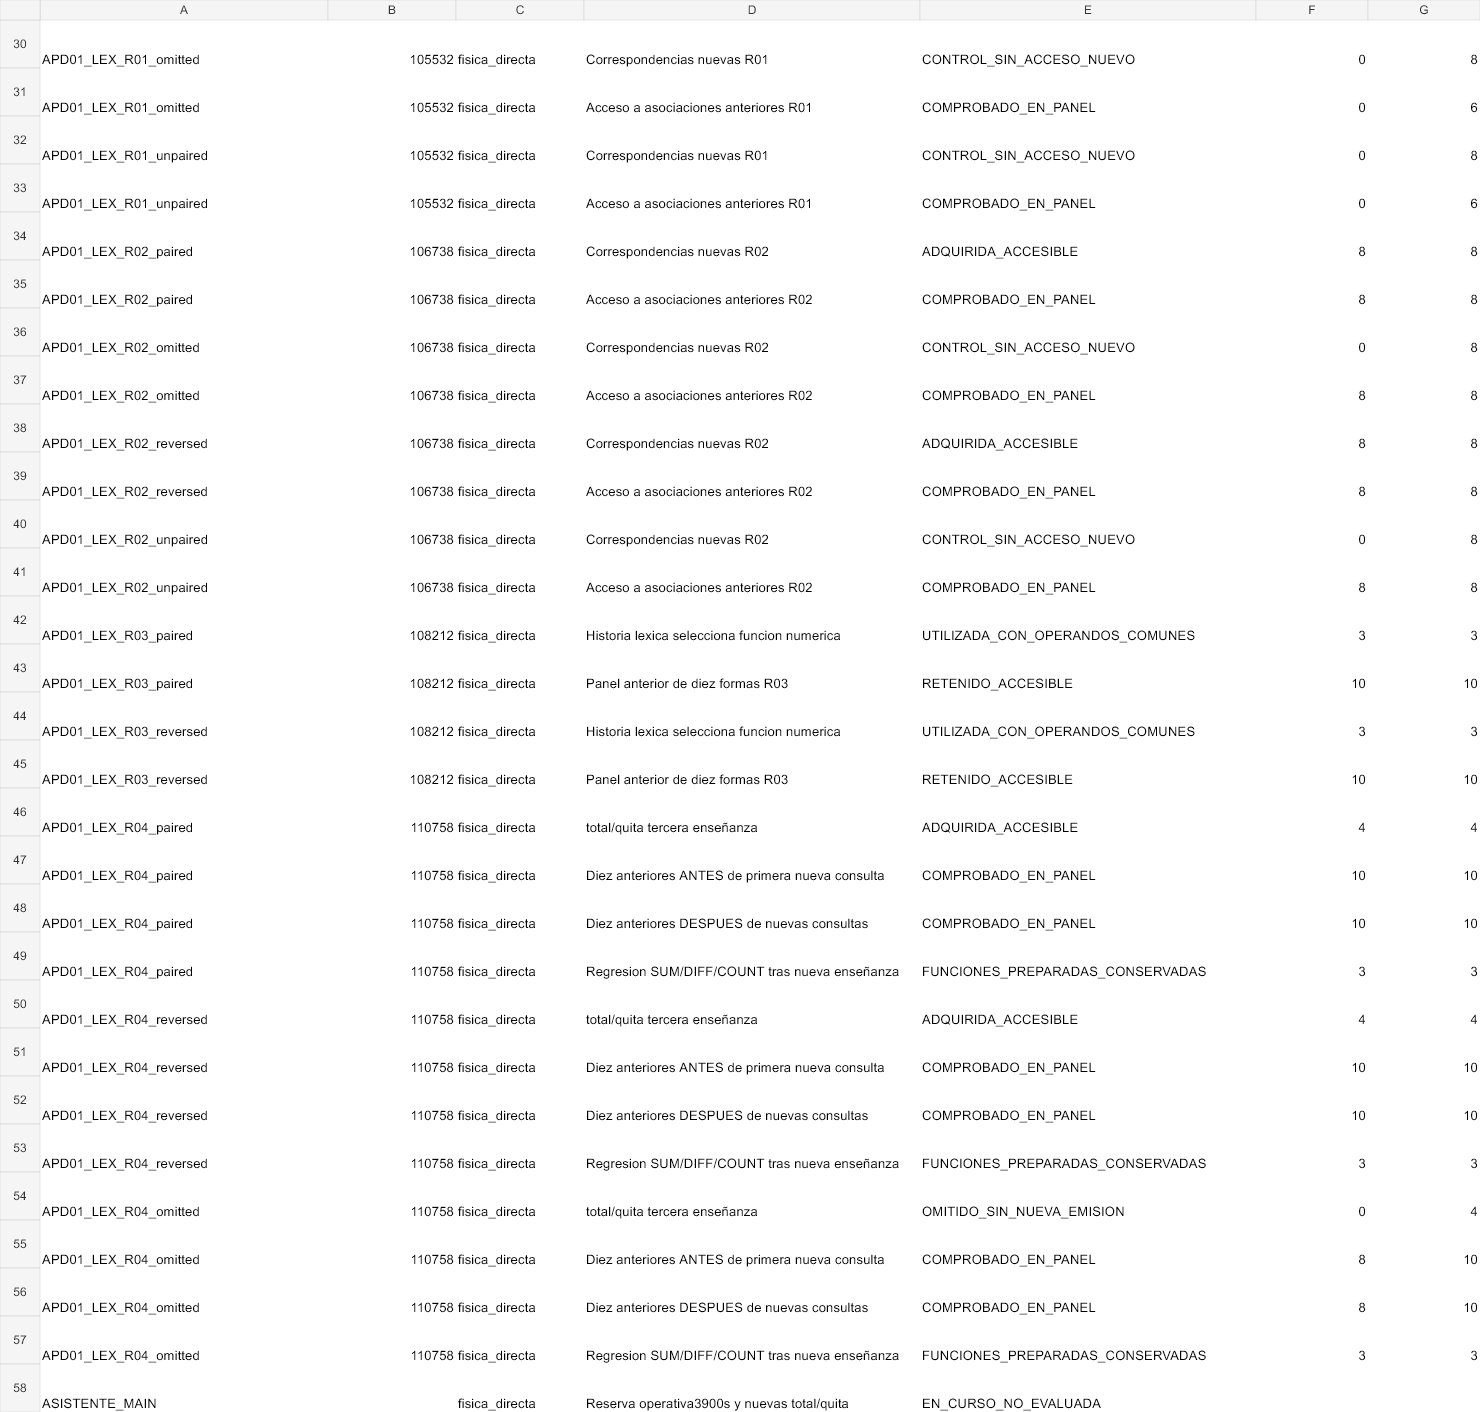 A B C D E F G
30 APD01_LEX_R01_omitted 105532 fisica_directa Correspondencias nuevas R01 CONTROL_SIN_ACCESO_NUEVO 0 8
31 APD01_LEX_R01_omitted 105532 fisica_directa Acceso a asociaciones anteriores R01 COMPROBADO_EN_PANEL 0 6
32 APD01_LEX_R01_unpaired 105532 fisica_directa Correspondencias nuevas R01 CONTROL_SIN_ACCESO_NUEVO 0 8
33 APD01_LEX_R01_unpaired 105532 fisica_directa Acceso a asociaciones anteriores R01 COMPROBADO_EN_PANEL 0 6
34 APD01_LEX_R02_paired 106738 fisica_directa Correspondencias nuevas R02 ADQUIRIDA_ACCESIBLE 8 8
35 APD01_LEX_R02_paired 106738 fisica_directa Acceso a asociaciones anteriores R02 COMPROBADO_EN_PANEL 8 8
36 APD01_LEX_R02_omitted 106738 fisica_directa Correspondencias nuevas R02 CONTROL_SIN_ACCESO_NUEVO 0 8
37 APD01_LEX_R02_omitted 106738 fisica_directa Acceso a asociaciones anteriores R02 COMPROBADO_EN_PANEL 8 8
38 APD01_LEX_R02_reversed 106738 fisica_directa Correspondencias nuevas R02 ADQUIRIDA_ACCESIBLE 8 8
39 APD01_LEX_R02_reversed 106738 fisica_directa Acceso a asociaciones anteriores R02 COMPROBADO_EN_PANEL 8 8
40 APD01_LEX_R02_unpaired 106738 fisica_directa Correspondencias nuevas R02 CONTROL_SIN_ACCESO_NUEVO 0 8
41 APD01_LEX_R02_unpaired 106738 fisica_directa Acceso a asociaciones anteriores R02 COMPROBADO_EN_PANEL 8 8
42 APD01_LEX_R03_paired 108212 fisica_directa Historia lexica selecciona funcion numerica UTILIZADA_CON_OPERANDOS_COMUNES 3 3
43 APD01_LEX_R03_paired 108212 fisica_directa Panel anterior de diez formas R03 RETENIDO_ACCESIBLE 10 10
44 APD01_LEX_R03_reversed 108212 fisica_directa Historia lexica selecciona funcion numerica UTILIZADA_CON_OPERANDOS_COMUNES 3 3
45 APD01_LEX_R03_reversed 108212 fisica_directa Panel anterior de diez formas R03 RETENIDO_ACCESIBLE 10 10
46 APD01_LEX_R04_paired 110758 fisica_directa total/quita tercera enseñanza ADQUIRIDA_ACCESIBLE 4 4
47 APD01_LEX_R04_paired 110758 fisica_directa Diez anteriores ANTES de primera nueva consulta COMPROBADO_EN_PANEL 10 10
48 APD01_LEX_R04_paired 110758 fisica_directa Diez anteriores DESPUES de nuevas consultas COMPROBADO_EN_PANEL 10 10
49 APD01_LEX_R04_paired 110758 fisica_directa Regresion SUM/DIFF/COUNT tras nueva enseñanza FUNCIONES_PREPARADAS_CONSERVADAS 3 3
50 APD01_LEX_R04_reversed 110758 fisica_directa total/quita tercera enseñanza ADQUIRIDA_ACCESIBLE 4 4
51 APD01_LEX_R04_reversed 110758 fisica_directa Diez anteriores ANTES de primera nueva consulta COMPROBADO_EN_PANEL 10 10
52 APD01_LEX_R04_reversed 110758 fisica_directa Diez anteriores DESPUES de nuevas consultas COMPROBADO_EN_PANEL 10 10
53 APD01_LEX_R04_reversed 110758 fisica_directa Regresion SUM/DIFF/COUNT tras nueva enseñanza FUNCIONES_PREPARADAS_CONSERVADAS 3 3
54 APD01_LEX_R04_omitted 110758 fisica_directa total/quita tercera enseñanza OMITIDO_SIN_NUEVA_EMISION 0 4
55 APD01_LEX_R04_omitted 110758 fisica_directa Diez anteriores ANTES de primera nueva consulta COMPROBADO_EN_PANEL 8 10
56 APD01_LEX_R04_omitted 110758 fisica_directa Diez anteriores DESPUES de nuevas consultas COMPROBADO_EN_PANEL 8 10
57 APD01_LEX_R04_omitted 110758 fisica_directa Regresion SUM/DIFF/COUNT tras nueva enseñanza FUNCIONES_PREPARADAS_CONSERVADAS 3 3
58 ASISTENTE_MAIN fisica_directa Reserva operativa3900s y nuevas total/quita EN_CURSO_NO_EVALUADA